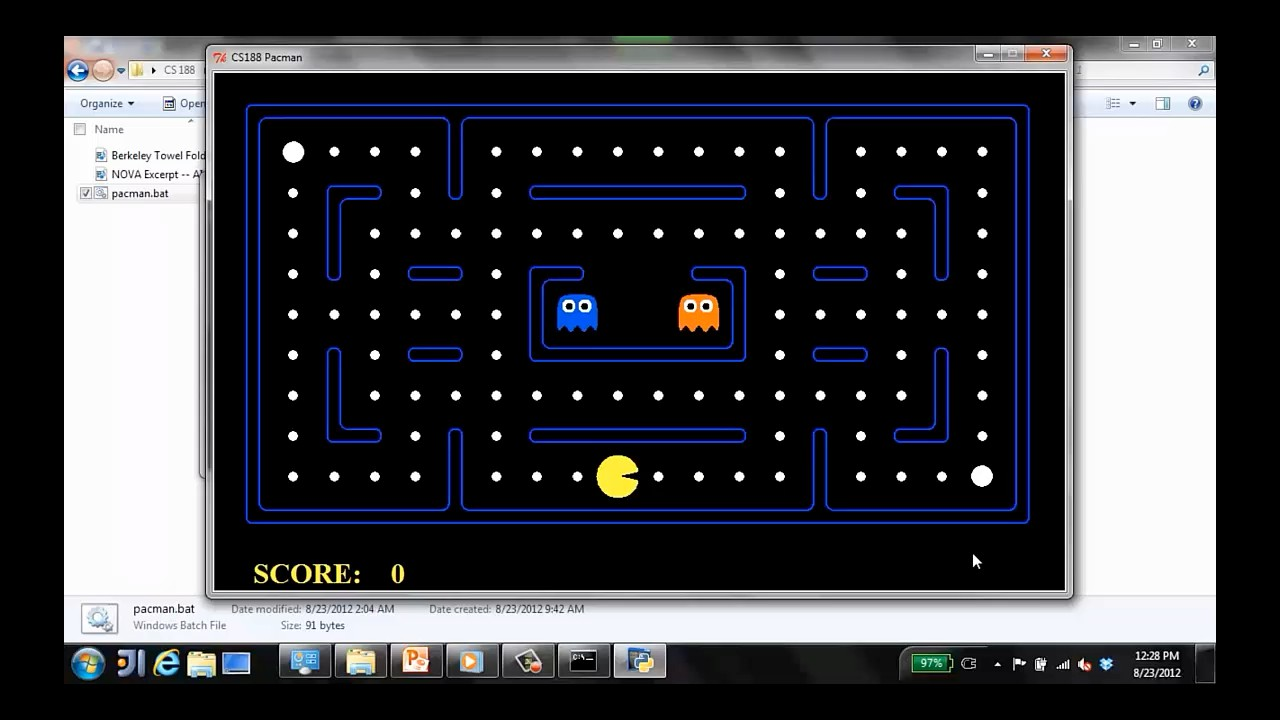 CS188 Pacman
CS188
Organize
Open
Name
Berkeley Towel Fold
NOVA Excerpt -- A
pacman.bat
SCORE: 0
pacman.bat Date modified: 8/23/2012 2:04 AM Date created: 8/23/2012 9:42 AM
Windows Batch File Size: 91 bytes
97%
12:28 PM
8/23/2012